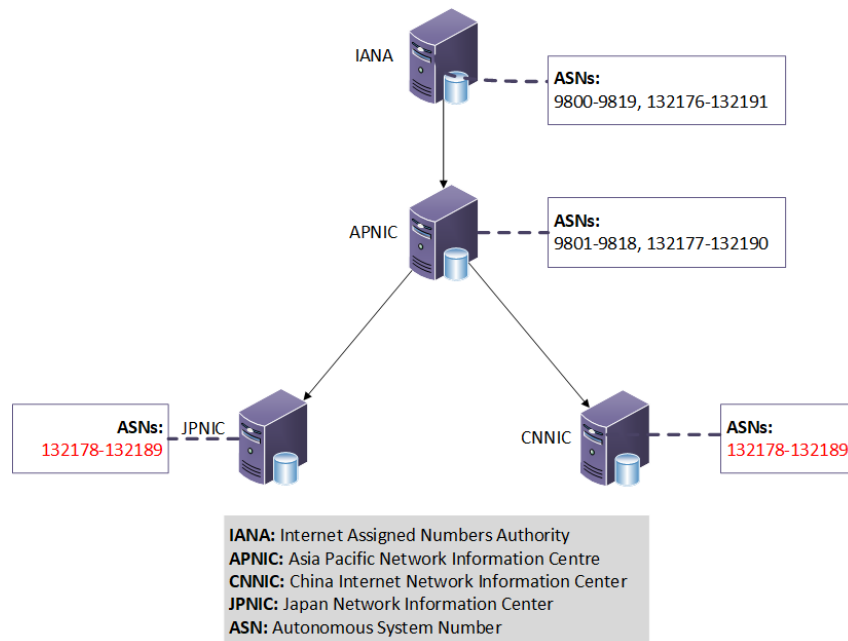 IANA
ASNs:
9800-9819, 132176-132191
APNIC
ASNs:
9801-9818, 132177-132190
ASNs:
132178-132189
JPNIC
CNNIC
ASNs:
132178-132189
IANA: Internet Assigned Numbers Authority
APNIC: Asia Pacific Network Information Centre
CNNIC: China Internet Network Information Center
JPNIC: Japan Network Information Center
ASN: Autonomous System Number